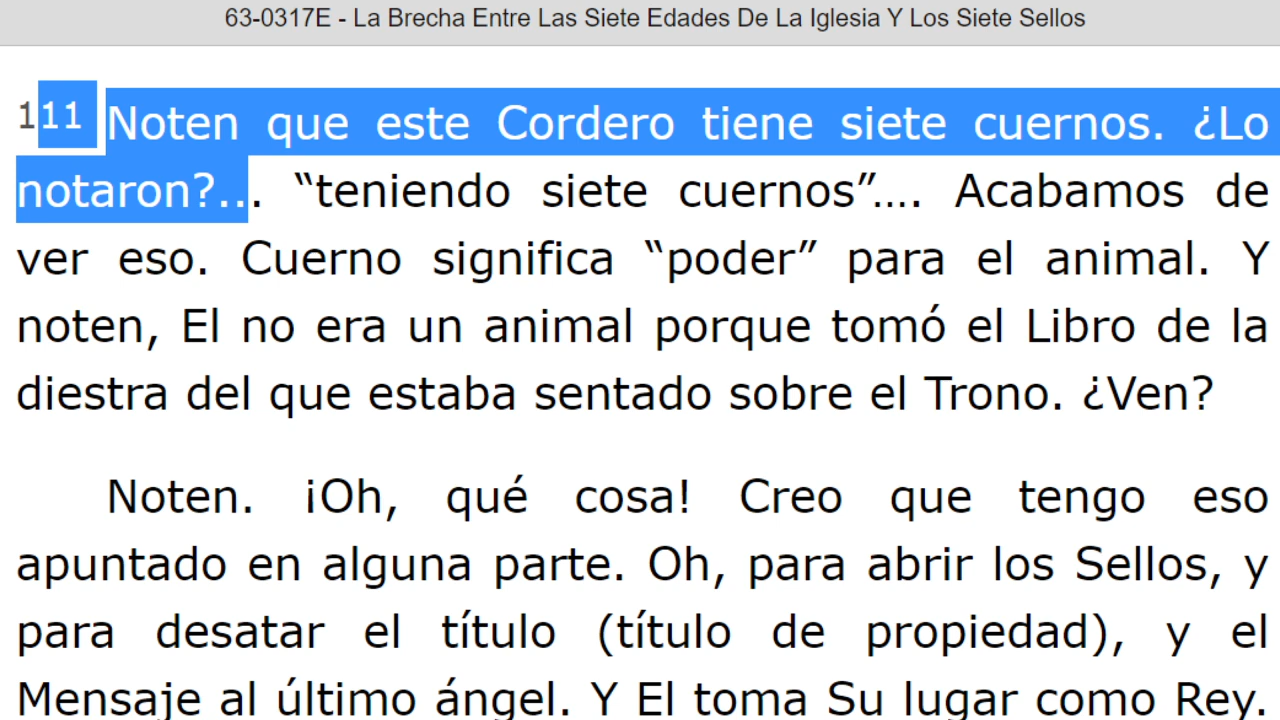 63-0317E - La Brecha Entre Las Siete Edades De La Iglesia Y Los Siete Sellos
111 Noten que este Cordero tiene siete cuernos. ¿Lo
notaron?... “teniendo siete cuernos”.... Acabamos de
ver eso. Cuerno significa “poder” para el animal. Y
noten, El no era un animal porque tomó el Libro de la
diestra del que estaba sentado sobre el Trono. ¿Ven?
Noten. ¡Oh, qué cosa! Creo que tengo eso
apuntado en alguna parte. Oh, para abrir los Sellos, y
para desatar el título (título de propiedad), y el
Mensaje al último ángel. Y El toma Su lugar como Rey.